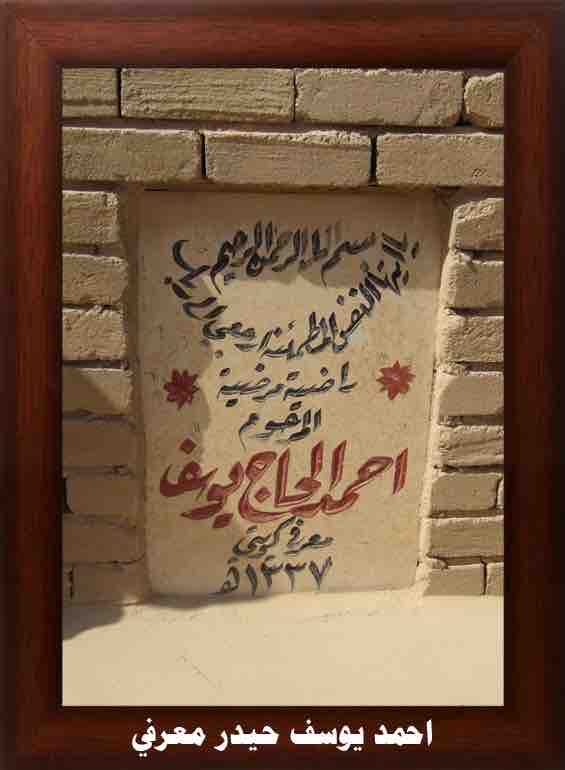 بسم الله الرحمن الرحيم
يا ايتها النفس المطمئنة ارجعي الى ربك
راضية مرضية
المرحوم
احمد الحاج يوسف
معرفي كويتي
١٣٣٧هـ
احمد يوسف حيدر معرفي